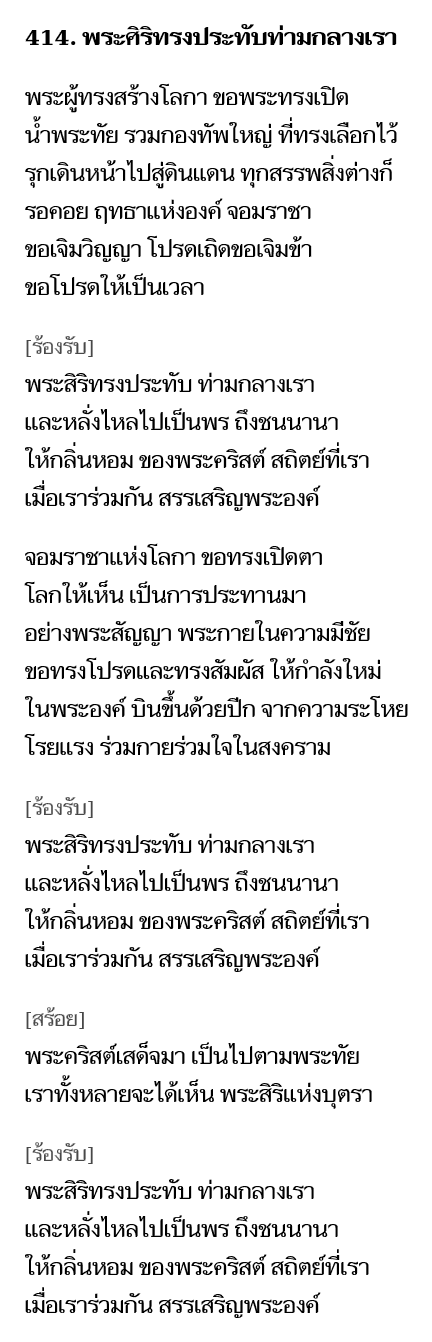 414. พระศิริทรงประทับท่ามกลางเรา
พระผู้ทรงสร้างโลกา ขอพระทรงเปิด
น้ำพระทัย รวมกองทัพใหญ่ ที่ทรงเลือกไว้
รุกเดินหน้าไปสู่ดินแดน ทุกสรรพสิ่งต่างก็
รอคอย ฤทธาแห่งองค์ จอมราชา
ขอเจิมวิญญา โปรดเถิดขอเจิมข้า
ขอโปรดให้เป็นเวลา
[ร้องรับ]
พระสิริทรงประทับ ท่ามกลางเรา
และหลั่งไหลไปเป็นพร ถึงชนนานา
ให้กลิ่นหอม ของพระคริสต์ สถิตย์ที่เรา
เมื่อเราร่วมกัน สรรเสริญพระองค์
จอมราชาแห่งโลกา ขอทรงเปิดตา
โลกให้เห็น เป็นการประทานมา
อย่างพระสัญญา พระกายในความมีชัย
ขอทรงโปรดและทรงสัมผัส ให้กำลังใหม่
ในพระองค์ บินขึ้นด้วยปีก จากความระโหย
โรยแรง ร่วมกายร่วมใจในสงคราม
[ร้องรับ]
พระสิริทรงประทับ ท่ามกลางเรา
และหลั่งไหลไปเป็นพร ถึงชนนานา
ให้กลิ่นหอม ของพระคริสต์ สถิตย์ที่เรา
เมื่อเราร่วมกัน สรรเสริญพระองค์
[สร้อย]
พระคริสต์เสด็จมา เป็นไปตามพระทัย
เราทั้งหลายจะได้เห็น พระสิริแห่งบุตรา
[ร้องรับ]
พระสิริทรงประทับ ท่ามกลางเรา
และหลั่งไหลไปเป็นพร ถึงชนนานา
ให้กลิ่นหอม ของพระคริสต์ สถิตย์ที่เรา
เมื่อเราร่วมกัน สรรเสริญพระองค์